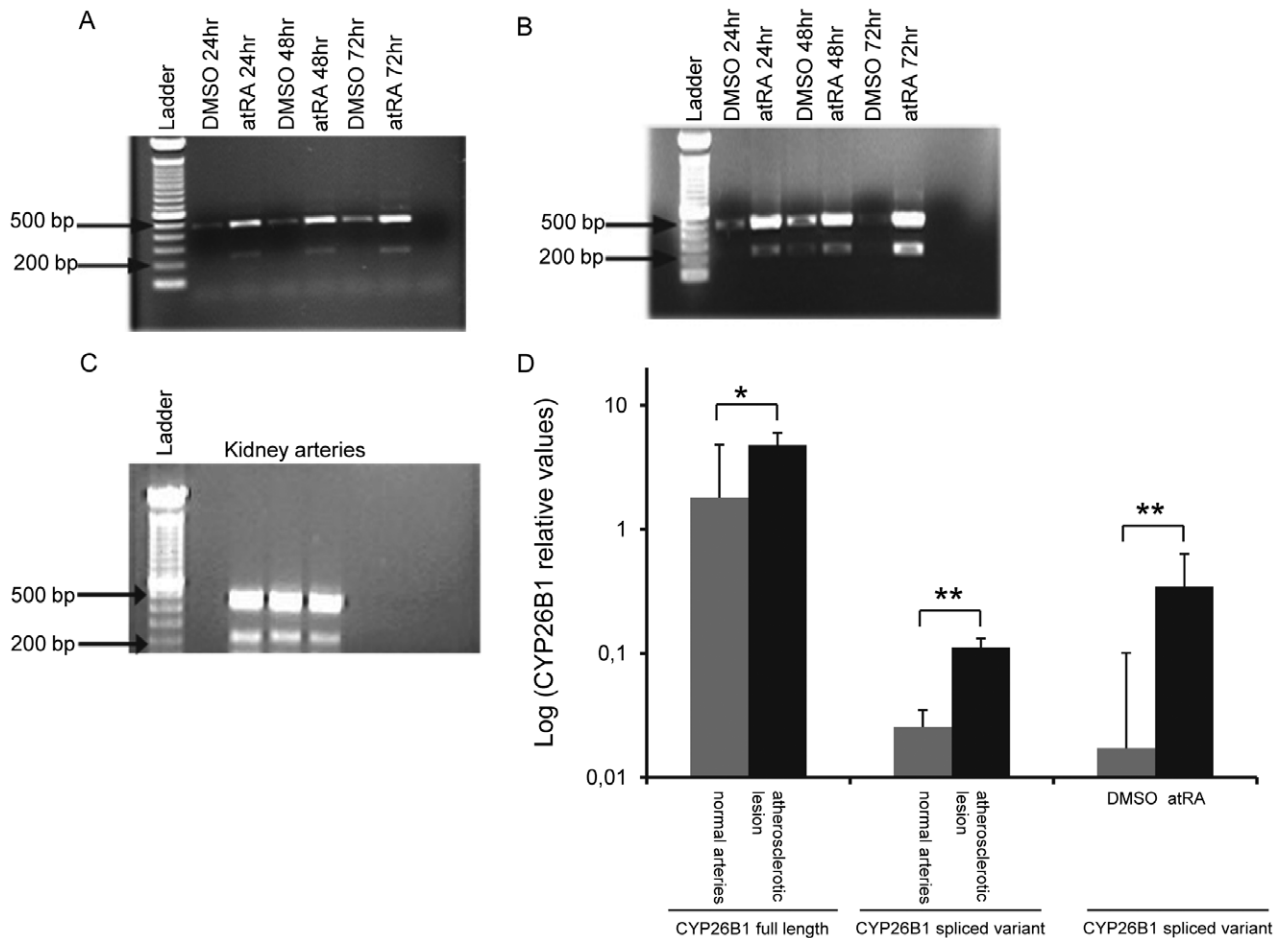 A
Ladder
DMSO 24hr
atRA 24hr
DMSO 48hr
atRA 48hr
DMSO 72hr
atRA 72hr
500 bp
200 bp
B
Ladder
DMSO 24hr
atRA 24hr
DMSO 48hr
atRA 48hr
DMSO 72hr
atRA 72hr
500 bp
200 bp
C
Ladder
Kidney arteries
500 bp
200 bp
D
Log (CYP26B1 relative values)
10
1
0,1
0,01
*
**
**
normal arteries
atherosclerotic
lesion
normal arteries
atherosclerotic
lesion
DMSO atRA
CYP26B1 full length
CYP26B1 spliced variant
CYP26B1 spliced variant